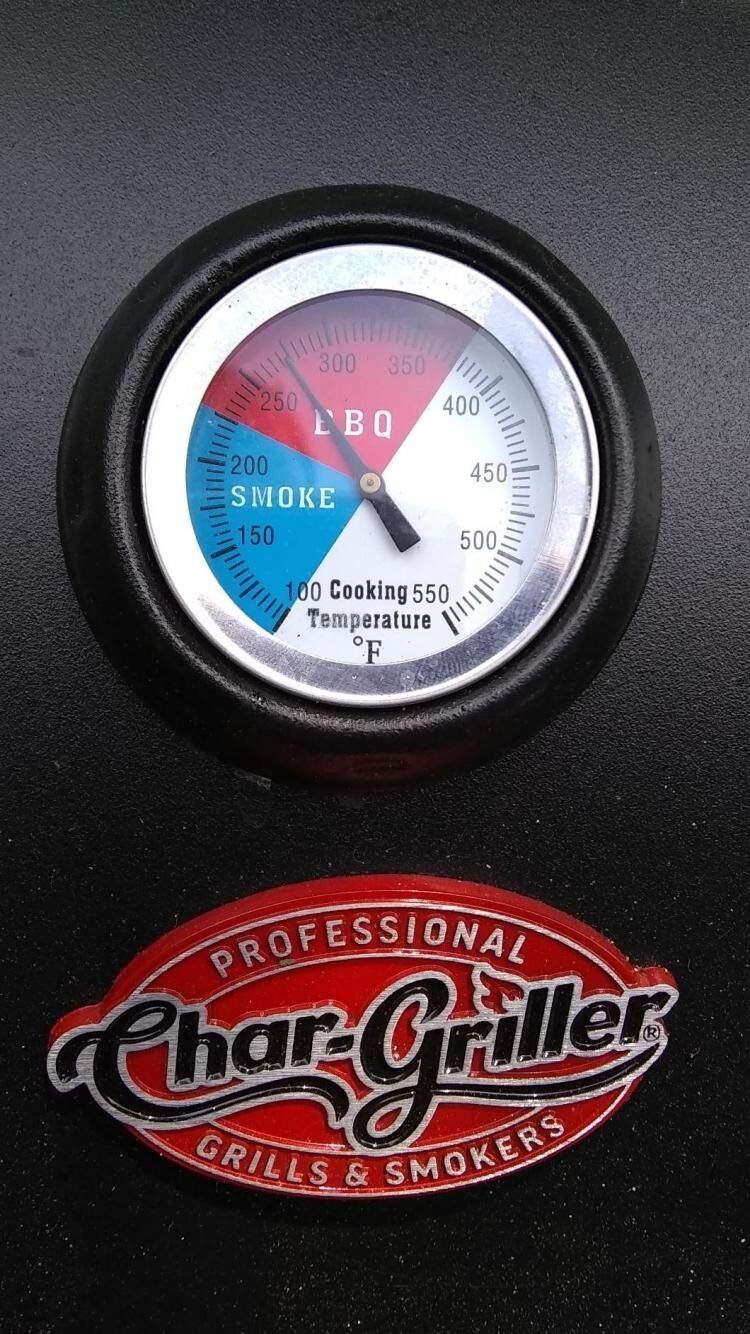 300 350
250 400
BBQ
200 450
SMOKE
150 500
100 Cooking 550
Temperature
°F
PROFESSIONAL
Char-Griller®
GRILLS & SMOKERS